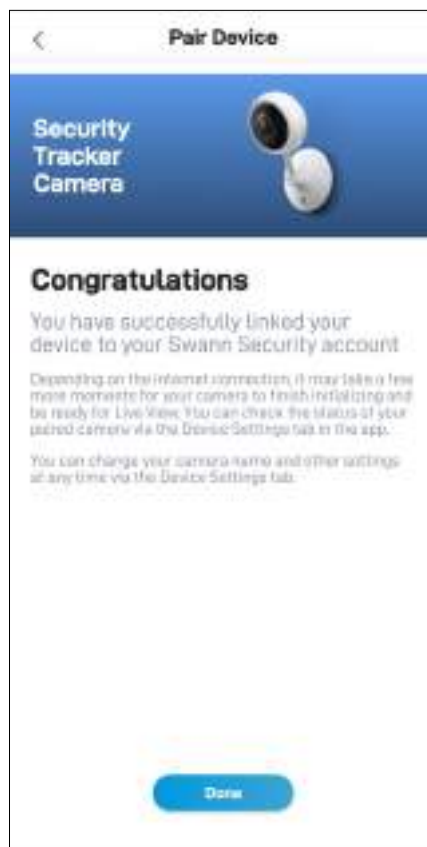 Pair Device
Security
Tracker
Camera
Congratulations
You have successfully linked your
device to your Swann Security account
Depending on the internet connection, it may take a few
more moments for your camera to finish initializing and
be ready for Live View. You can check the status of your
paired camera via the Device Settings tab in the app.
You can change your camera name and other settings
at any time via the Device Settings tab.
Done